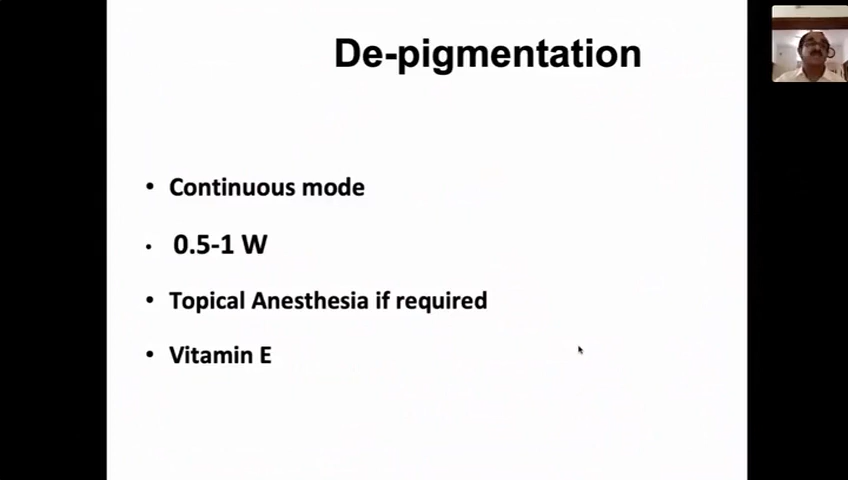 De-pigmentation
• Continuous mode
• 0.5-1 W
• Topical Anesthesia if required
• Vitamin E